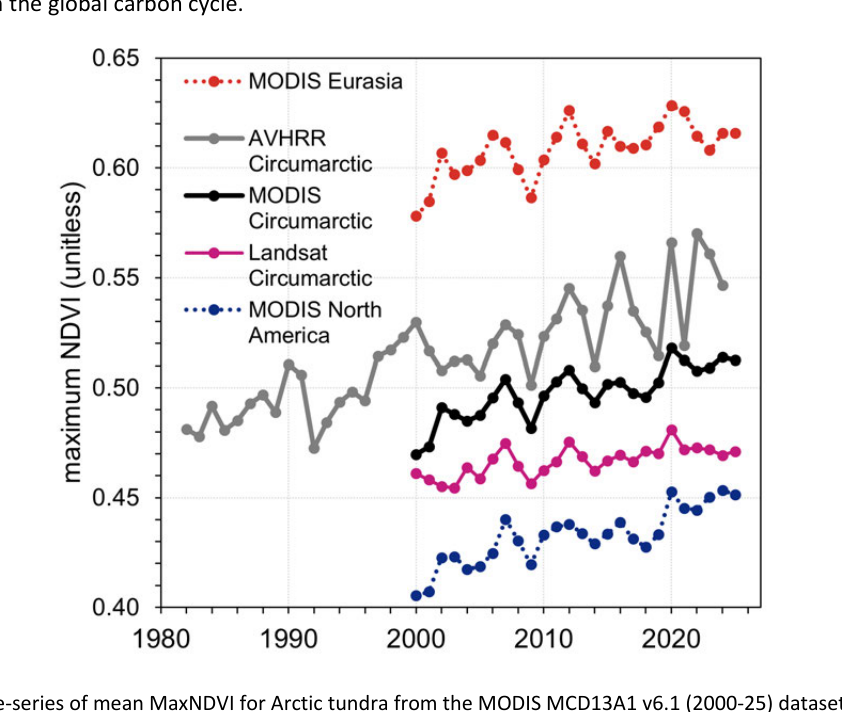 the global carbon cycle.
0.65
0.60
0.55
0.50
0.45
0.40
maximum NDVI (unitless)
MODIS Eurasia
AVHRR
Circumarctic
MODIS
Circumarctic
Landsat
Circumarctic
MODIS North
America
1980 1990 2000 2010 2020
e-series of mean MaxNDVI for Arctic tundra from the MODIS MCD13A1 v6.1 (2000-25) dataset